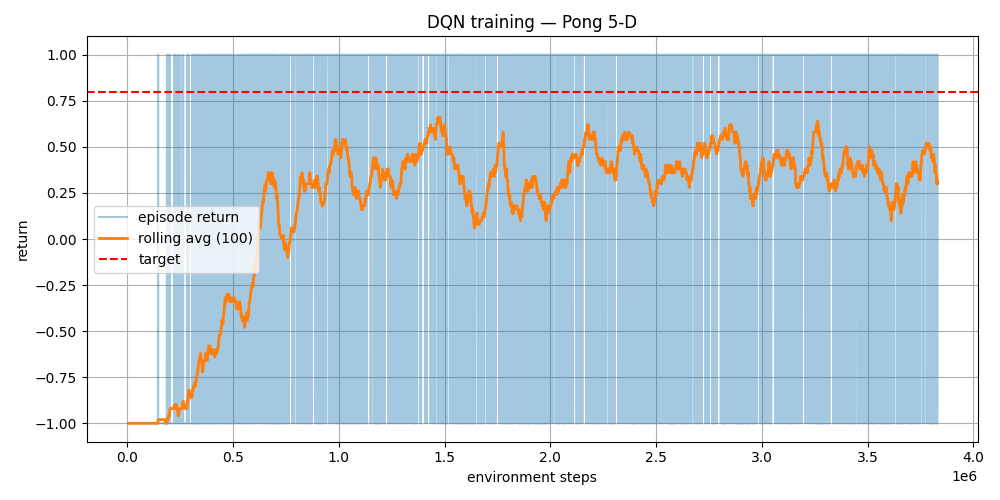 DQN training — Pong 5-D
1.00
0.75
0.50
0.25
0.00
−0.25
−0.50
−0.75
−1.00
return
episode return
rolling avg (100)
target
0.0 0.5 1.0 1.5 2.0 2.5 3.0 3.5 4.0
1e6
environment steps